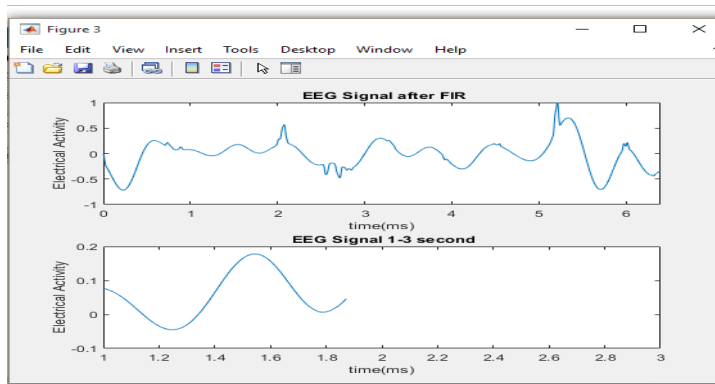 Figure 3
File Edit View Insert Tools Desktop Window Help
EEG Signal after FIR
Electrical Activity
1
0.5
0
-0.5
-1
0 1 2 3 4 5 6
time(ms)
EEG Signal 1-3 second
Electrical Activity
0.2
0.1
0
-0.1
1 1.2 1.4 1.6 1.8 2 2.2 2.4 2.6 2.8 3
time(ms)